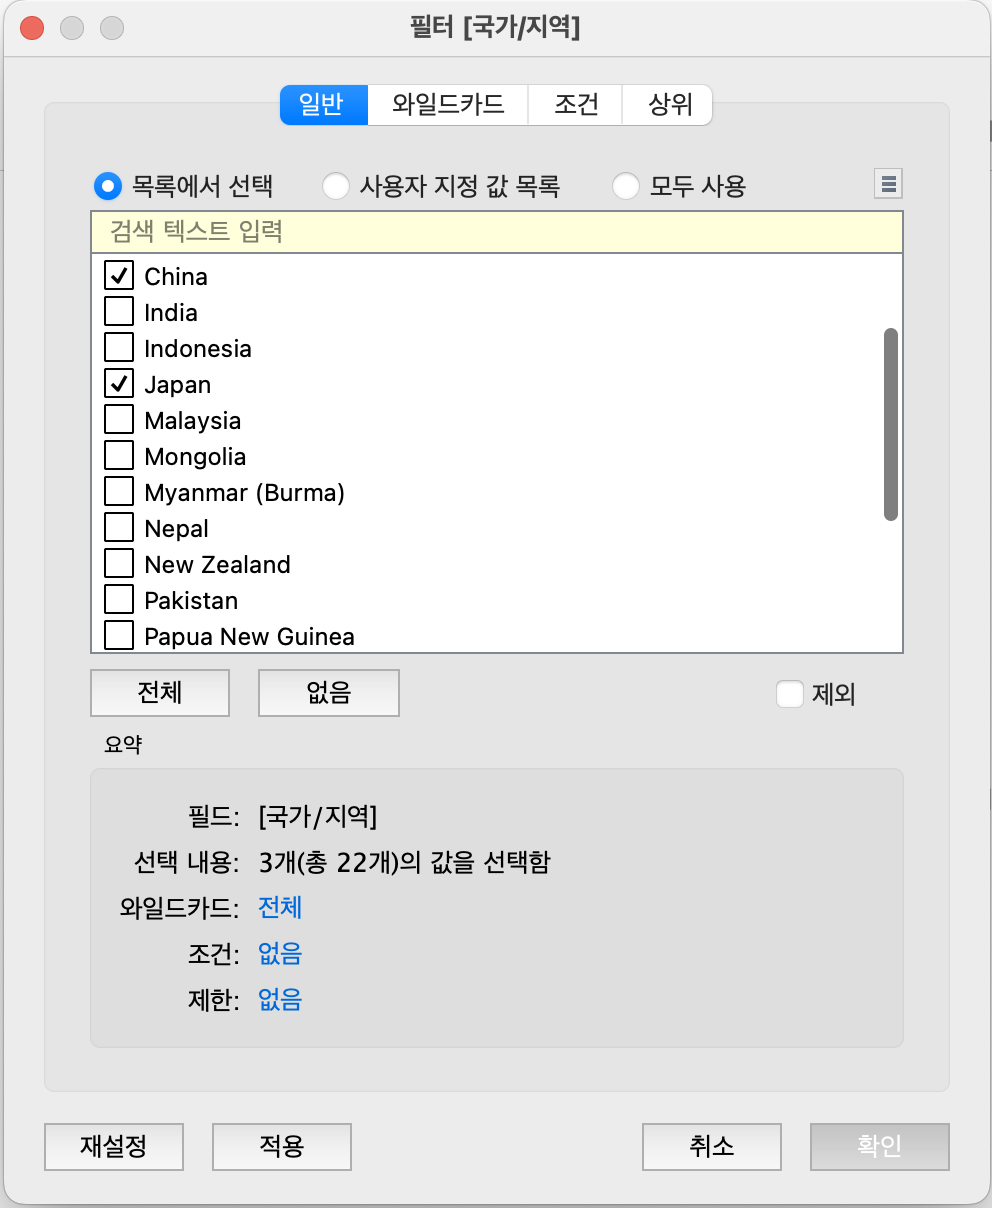 필터 [국가/지역]
일반 와일드카드 조건 상위
목록에서 선택 사용자 지정 값 목록 모두 사용
검색 텍스트 입력
China
India
Indonesia
Japan
Malaysia
Mongolia
Myanmar (Burma)
Nepal
New Zealand
Pakistan
Papua New Guinea
전체 없음 제외
요약
필드: [국가/지역]
선택 내용: 3개(총 22개)의 값을 선택함
와일드카드: 전체
조건: 없음
제한: 없음
재설정 적용 취소 확인